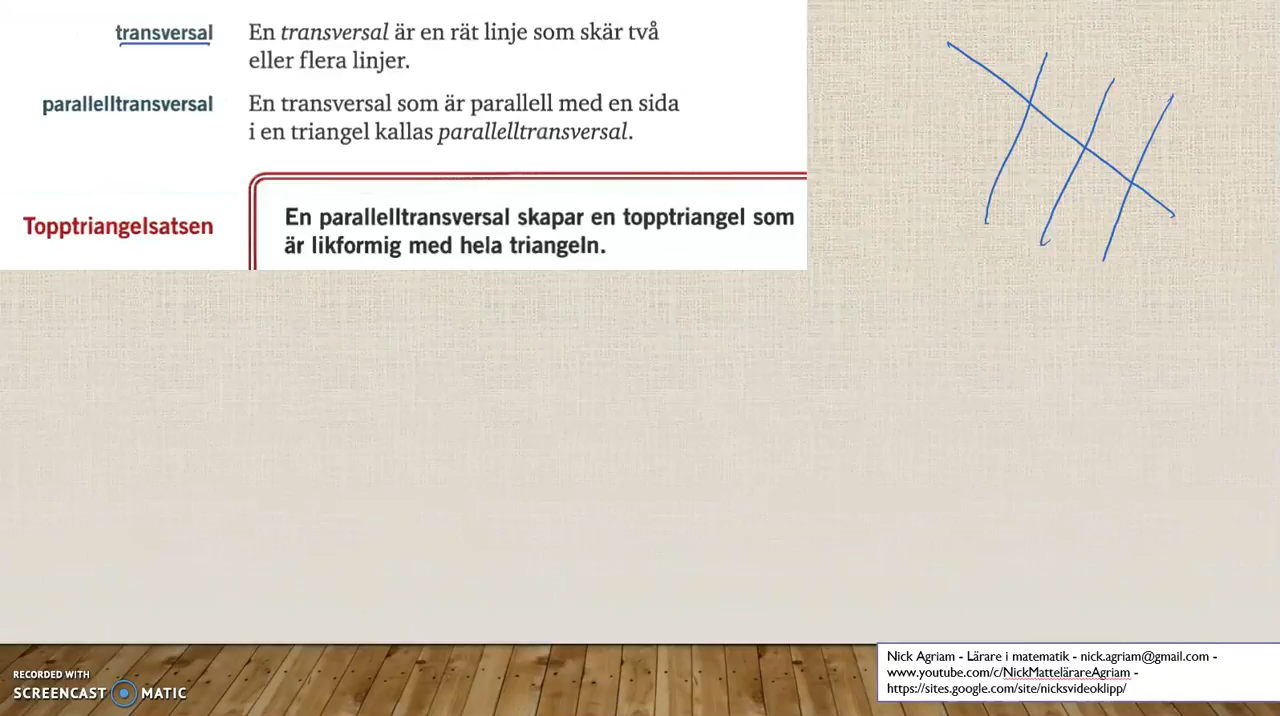 transversal
En transversal är en rät linje som skär två
eller flera linjer.
parallelltransversal
En transversal som är parallell med en sida
i en triangel kallas parallelltransversal.
Topptriangelsatsen
En parallelltransversal skapar en topptriangel som
är likformig med hela triangeln.
RECORDED WITH
SCREENCAST MATIC
Nick Agriam - Lärare i matematik - nick.agriam@gmail.com -
www.youtube.com/c/NickMattelärareAgriam -
https://sites.google.com/site/nicksvideoklipp/